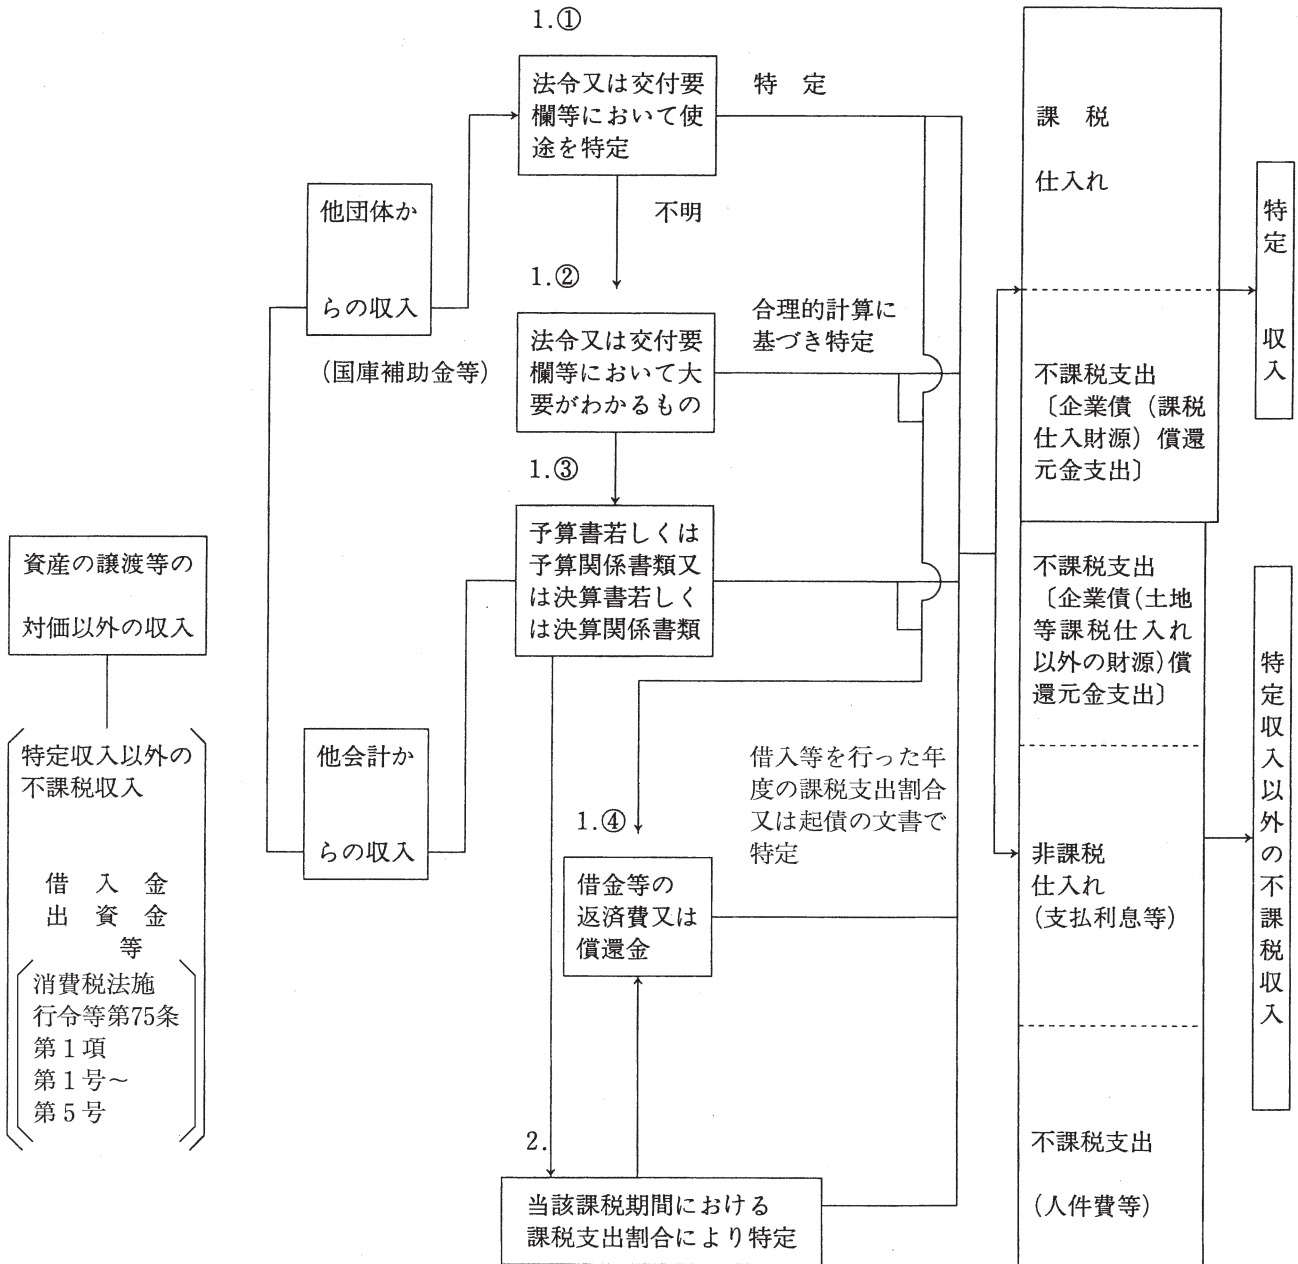 資産の譲渡等の
対価以外の収入
特定収入以外の
不課税収入
借入金
出資金
等
消費税法施
行令等第75条
第1項
第1号～
第5号
他団体か
らの収入
(国庫補助金等)
他会計か
らの収入
1.①
法令又は交付要
欄等において使
途を特定
特定
不明
1.②
法令又は交付要
欄等において大
要がわかるもの
合理的計算に
基づき特定
1.③
予算書若しくは
予算関係書類又
は決算書若しく
は決算関係書類
借入等を行った年
度の課税支出割合
又は起債の文書で
特定
1.④
借金等の
返済費又は
償還金
2.
当該課税期間における
課税支出割合により特定
課税
仕入れ
不課税支出
〔企業債(課税
仕入財源)償還
元金支出〕
不課税支出
〔企業債(土地
等課税仕入れ
以外の財源)償
還元金支出〕
非課税
仕入れ
(支払利息等)
不課税支出
(人件費等)
特定収入
特定収入以外の不課税収入